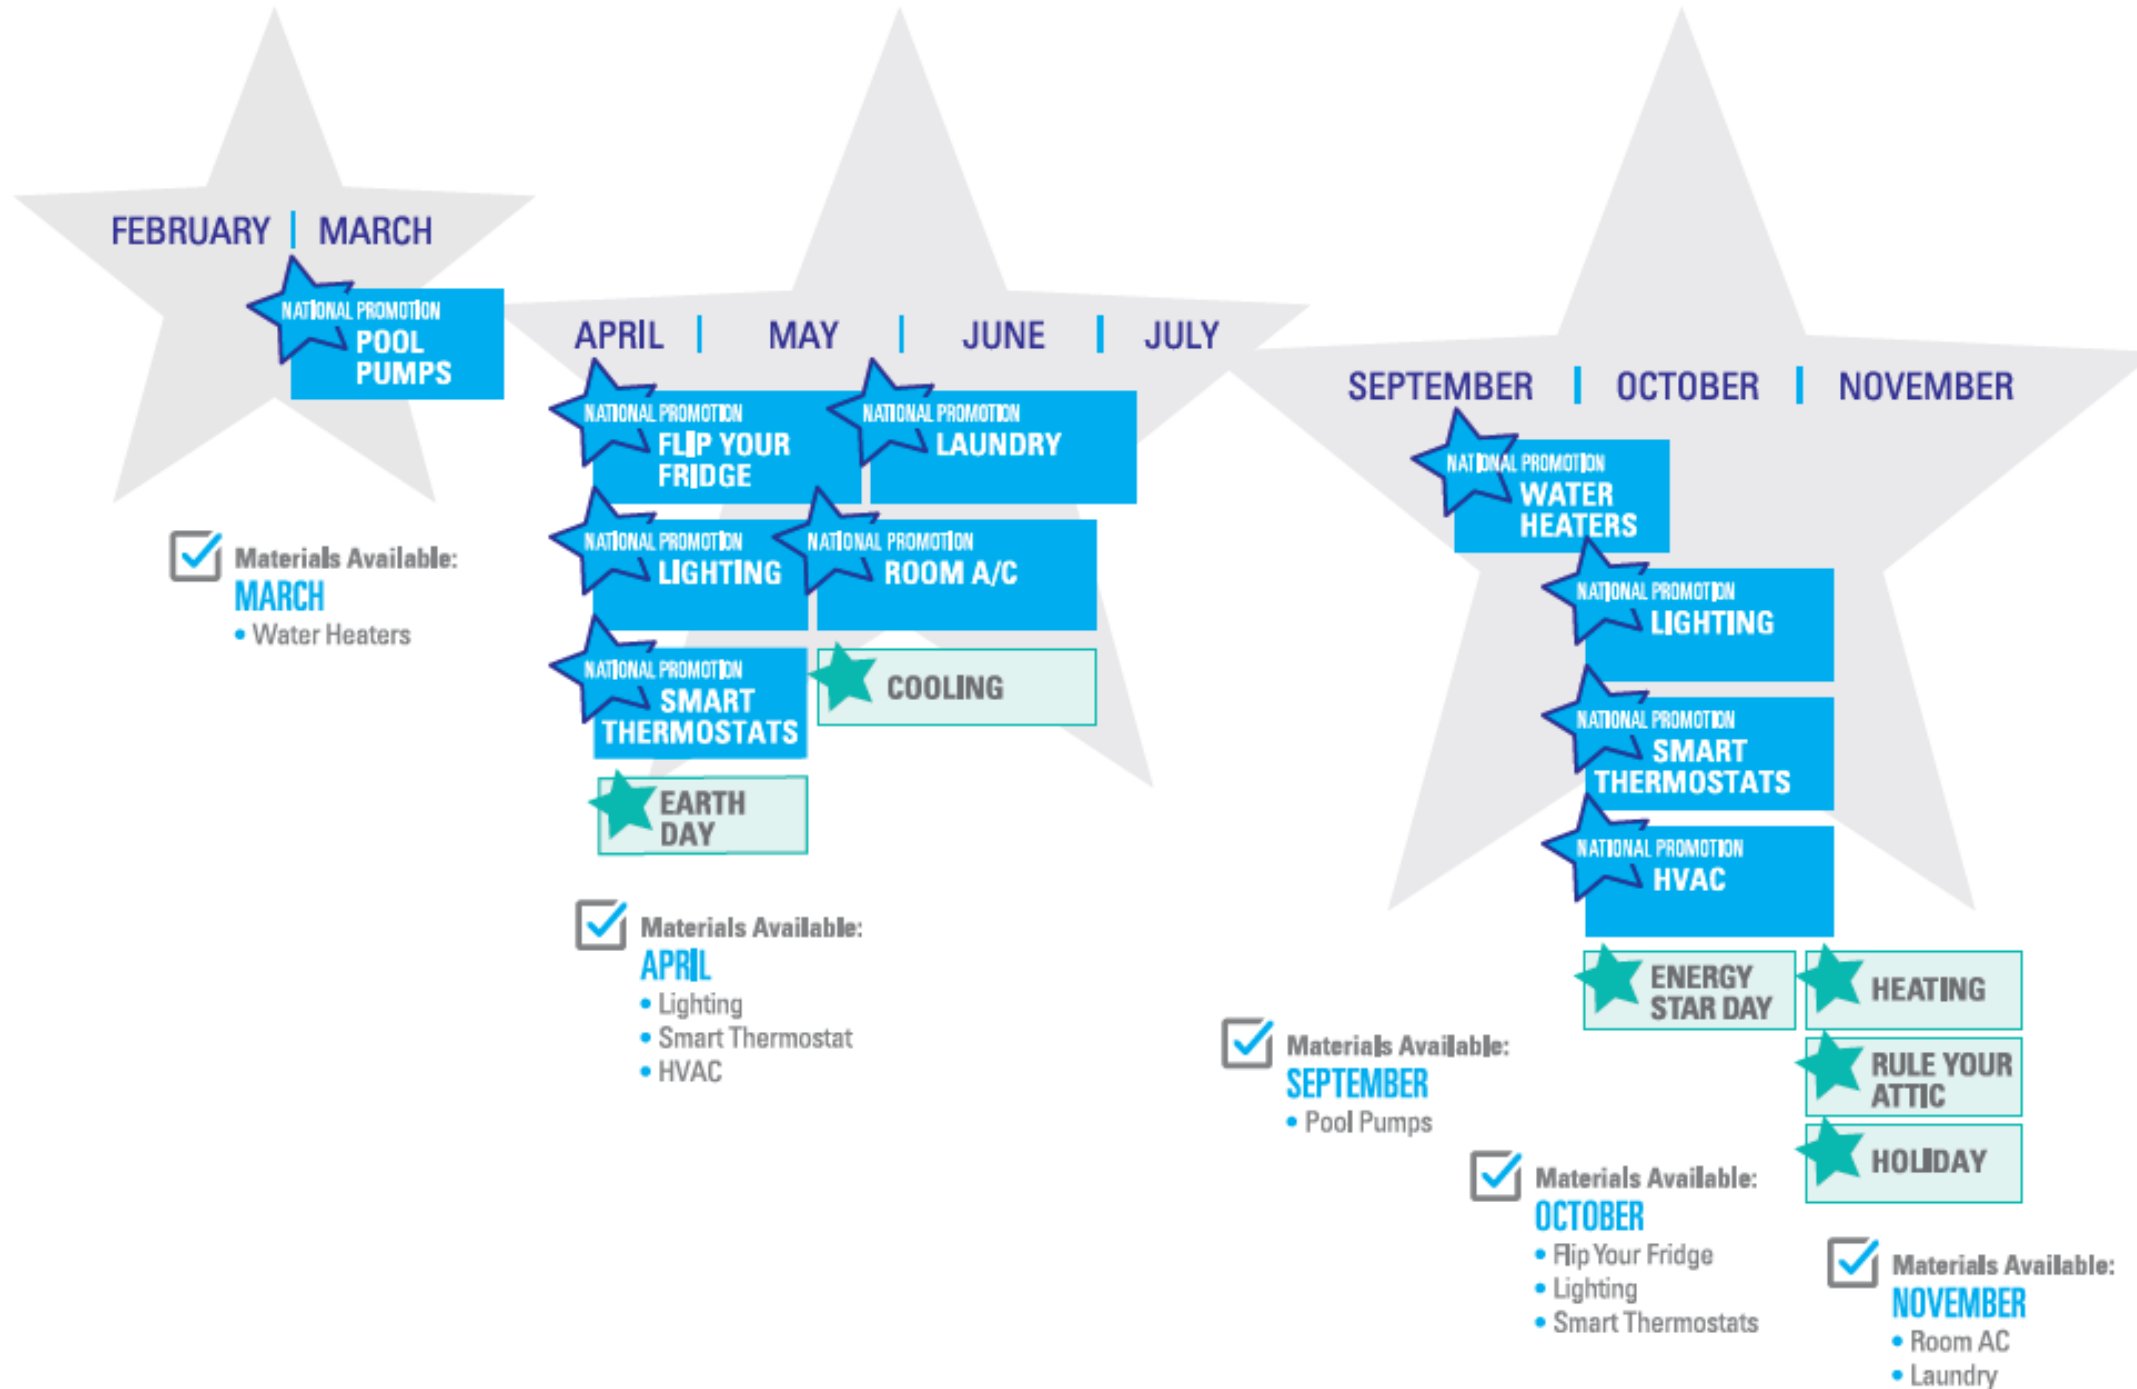 FEBRUARY | MARCH
NATIONAL PROMOTION
POOL
PUMPS
Materials Available:
MARCH
• Water Heaters
APRIL | MAY | JUNE | JULY
NATIONAL PROMOTION
FLIP YOUR
FRIDGE
NATIONAL PROMOTION
LAUNDRY
NATIONAL PROMOTION
LIGHTING
NATIONAL PROMOTION
ROOM A/C
NATIONAL PROMOTION
SMART
THERMOSTATS
COOLING
EARTH
DAY
Materials Available:
APRIL
• Lighting
• Smart Thermostat
• HVAC
SEPTEMBER | OCTOBER | NOVEMBER
NATIONAL PROMOTION
WATER
HEATERS
NATIONAL PROMOTION
LIGHTING
NATIONAL PROMOTION
SMART
THERMOSTATS
NATIONAL PROMOTION
HVAC
ENERGY
STAR DAY
HEATING
RULE YOUR
ATTIC
HOLIDAY
Materials Available:
SEPTEMBER
• Pool Pumps
Materials Available:
OCTOBER
• Flip Your Fridge
• Lighting
• Smart Thermostats
Materials Available:
NOVEMBER
• Room AC
• Laundry